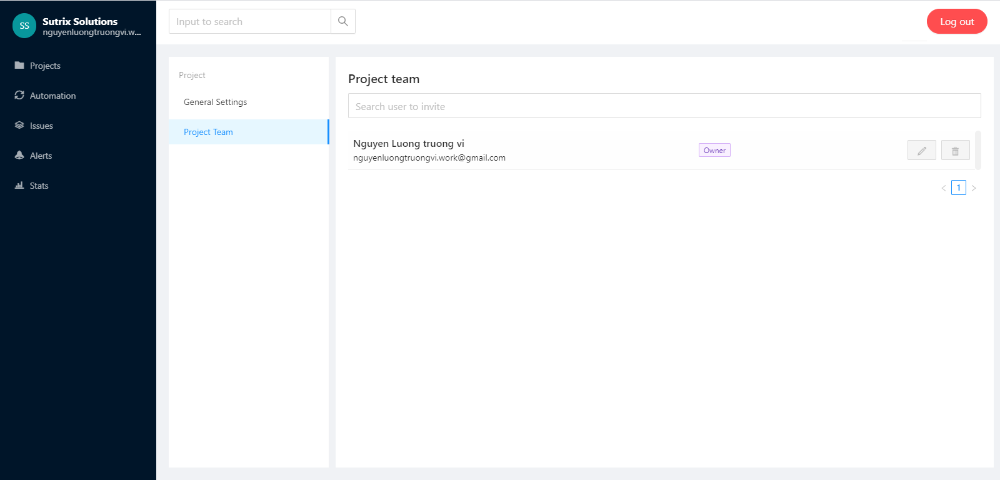 SS
Sutrix Solutions
nguyenluongtruongvi.w...
Projects
Automation
Issues
Alerts
Stats
Input to search
Log out
Project
General Settings
Project Team
Project team
Search user to invite
Nguyen Luong truong vi
nguyenluongtruongvi.work@gmail.com
Owner
< 1 >